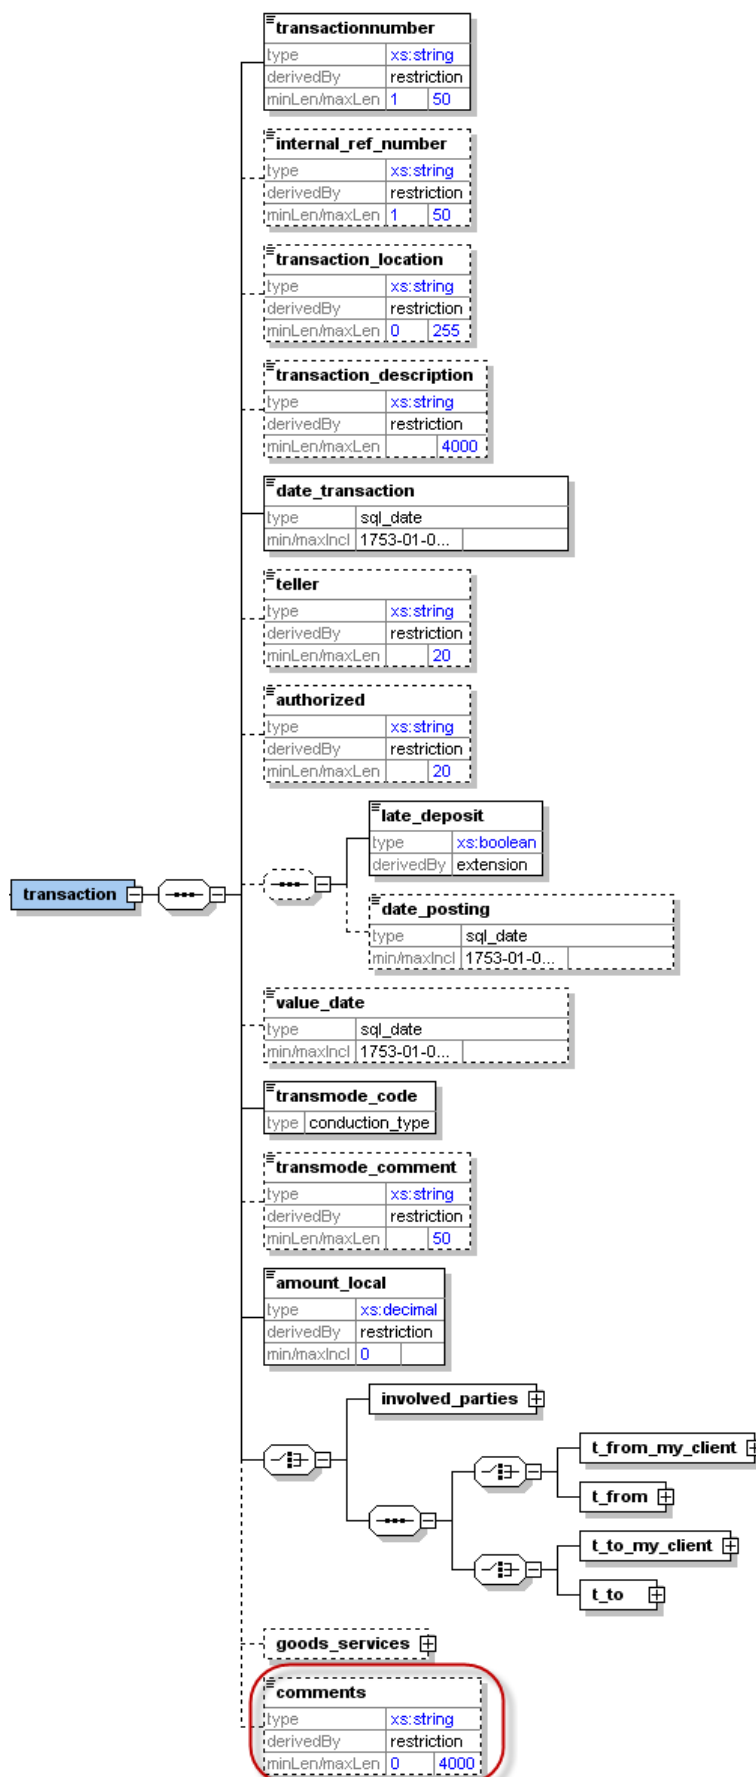 transactionnumber
type xs:string
derivedBy restriction
minLen/maxLen 1 50
internal_ref_number
type xs:string
derivedBy restriction
minLen/maxLen 1 50
transaction_location
type xs:string
derivedBy restriction
minLen/maxLen 0 255
transaction_description
type xs:string
derivedBy restriction
minLen/maxLen 4000
date_transaction
type sql_date
min/maxIncl 1753-01-0...
teller
type xs:string
derivedBy restriction
minLen/maxLen 20
authorized
type xs:string
derivedBy restriction
minLen/maxLen 20
late_deposit
type xs:boolean
derivedBy extension
transaction
date_posting
type sql_date
min/maxIncl 1753-01-0...
value_date
type sql_date
min/maxIncl 1753-01-0...
transmode_code
type conduction_type
transmode_comment
type xs:string
derivedBy restriction
minLen/maxLen 50
amount_local
type xs:decimal
derivedBy restriction
min/maxIncl 0
involved_parties
t_from_my_client
t_from
t_to_my_client
t_to
goods_services
comments
type xs:string
derivedBy restriction
minLen/maxLen 0 4000